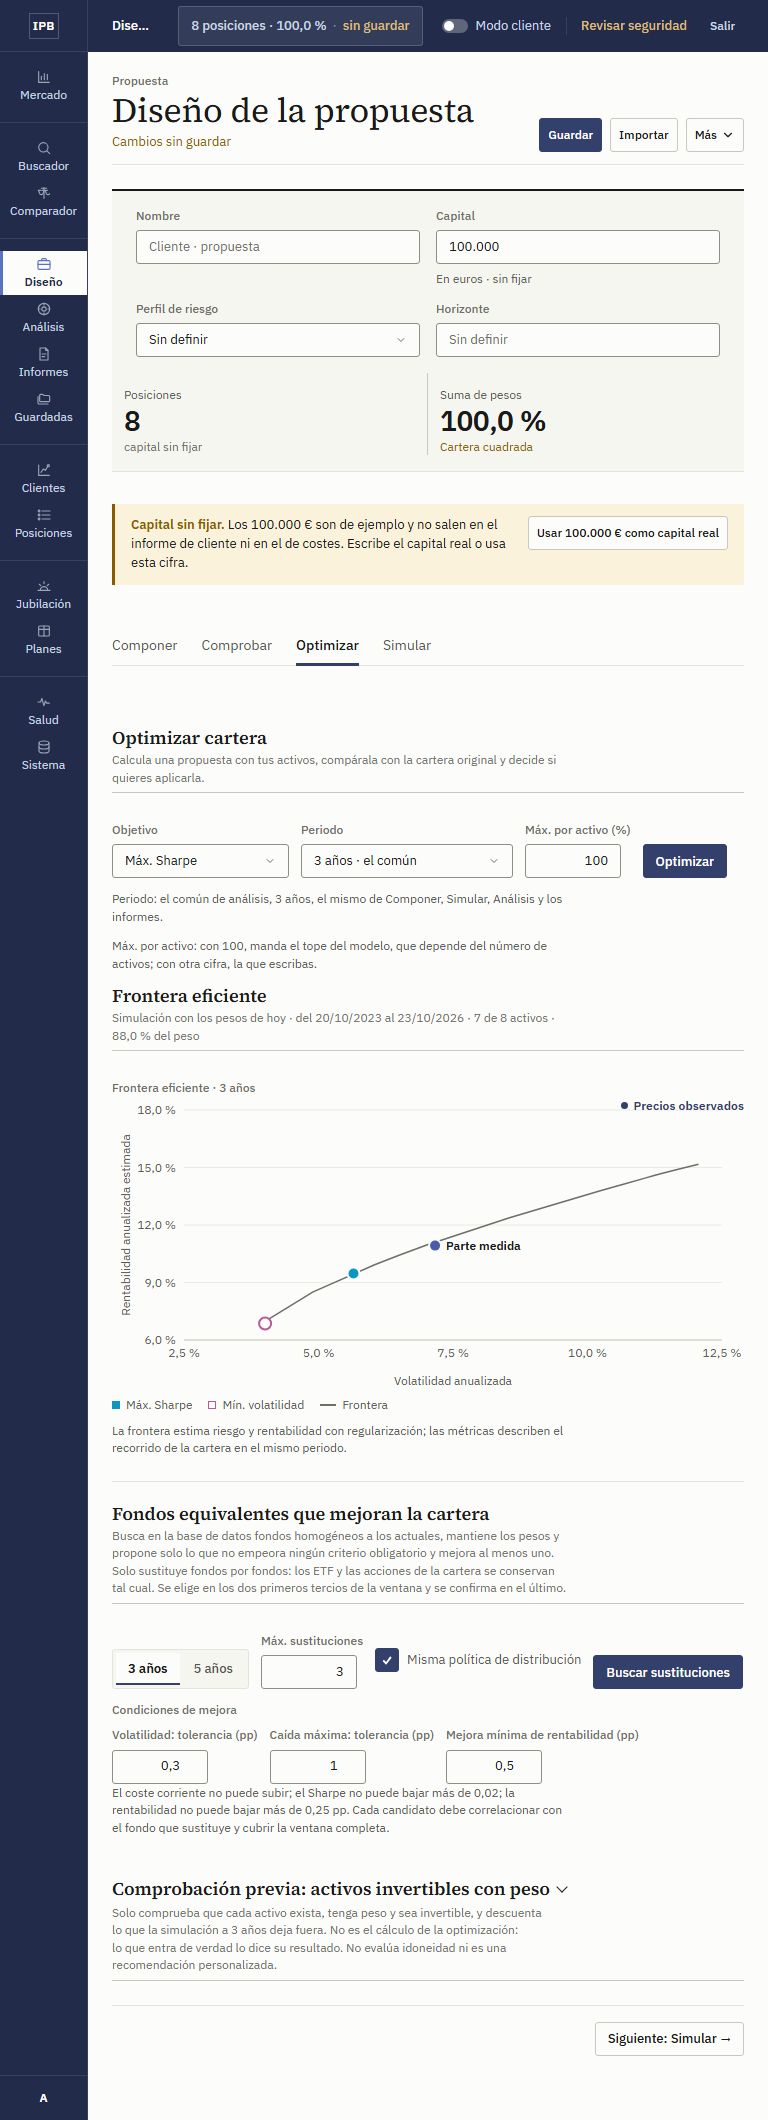 IPB
Dise...
8 posiciones · 100,0 % · sin guardar
Modo cliente
Revisar seguridad
Salir
Mercado
Buscador
Comparador
Diseño
Análisis
Informes
Guardadas
Clientes
Posiciones
Jubilación
Planes
Salud
Sistema
A
Propuesta
Diseño de la propuesta
Cambios sin guardar
Guardar
Importar
Más
Nombre
Capital
Cliente · propuesta
100.000
En euros · sin fijar
Perfil de riesgo
Horizonte
Sin definir
Sin definir
Posiciones
Suma de pesos
8
100,0 %
capital sin fijar
Cartera cuadrada
Capital sin fijar. Los 100.000 € son de ejemplo y no salen en el
informe de cliente ni en el de costes. Escribe el capital real o usa
esta cifra.
Usar 100.000 € como capital real
Componer
Comprobar
Optimizar
Simular
Optimizar cartera
Calcula una propuesta con tus activos, compárala con la cartera original y decide si
quieres aplicarla.
Objetivo
Periodo
Máx. por activo (%)
Máx. Sharpe
3 años · el común
100
Optimizar
Periodo: el común de análisis, 3 años, el mismo de Componer, Simular, Análisis y los
informes.
Máx. por activo: con 100, manda el tope del modelo, que depende del número de
activos; con otra cifra, la que escribas.
Frontera eficiente
Simulación con los pesos de hoy · del 20/10/2023 al 23/10/2026 · 7 de 8 activos ·
88,0 % del peso
Frontera eficiente · 3 años
Precios observados
Rentabilidad anualizada estimada
18,0 %
15,0 %
12,0 %
9,0 %
6,0 %
Parte medida
2,5 %
5,0 %
7,5 %
10,0 %
12,5 %
Volatilidad anualizada
Máx. Sharpe
Mín. volatilidad
Frontera
La frontera estima riesgo y rentabilidad con regularización; las métricas describen el
recorrido de la cartera en el mismo periodo.
Fondos equivalentes que mejoran la cartera
Busca en la base de datos fondos homogéneos a los actuales, mantiene los pesos y
propone solo lo que no empeora ningún criterio obligatorio y mejora al menos uno.
Solo sustituye fondos por fondos: los ETF y las acciones de la cartera se conservan
tal cual. Se elige en los dos primeros tercios de la ventana y se confirma en el último.
3 años
5 años
Máx. sustituciones
3
Misma política de distribución
Buscar sustituciones
Condiciones de mejora
Volatilidad: tolerancia (pp)
Caída máxima: tolerancia (pp)
Mejora mínima de rentabilidad (pp)
0,3
1
0,5
El coste corriente no puede subir; el Sharpe no puede bajar más de 0,02; la
rentabilidad no puede bajar más de 0,25 pp. Cada candidato debe correlacionar con
el fondo que sustituye y cubrir la ventana completa.
Comprobación previa: activos invertibles con peso
Solo comprueba que cada activo exista, tenga peso y sea invertible, y descuenta
lo que la simulación a 3 años deja fuera. No es el cálculo de la optimización:
lo que entra de verdad lo dice su resultado. No evalúa idoneidad ni es una
recomendación personalizada.
Siguiente: Simular →